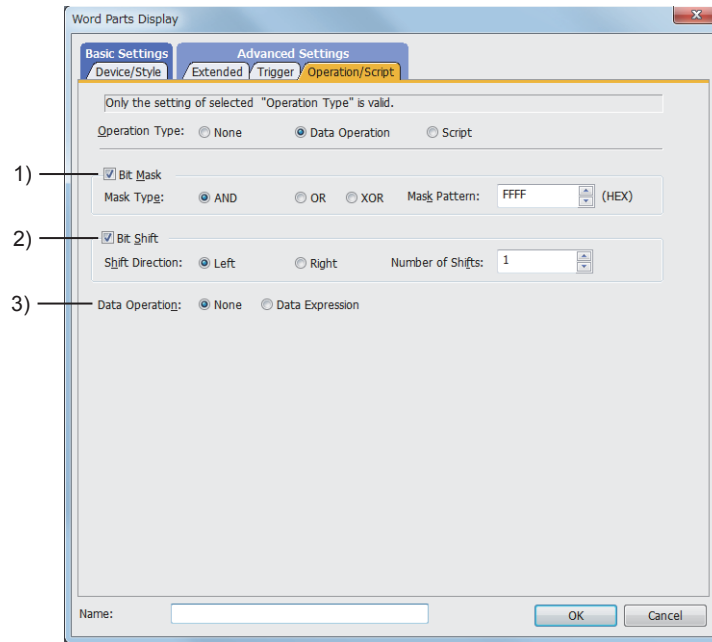 Word Parts Display
Basic Settings Advanced Settings
Device/Style Extended Trigger Operation/Script
Only the setting of selected "Operation Type" is valid.
Operation Type: None Data Operation Script
1) Bit Mask
Mask Type: AND OR XOR Mask Pattern: FFFF (HEX)
2) Bit Shift
Shift Direction: Left Right Number of Shifts: 1
3) Data Operation: None Data Expression
Name: OK Cancel